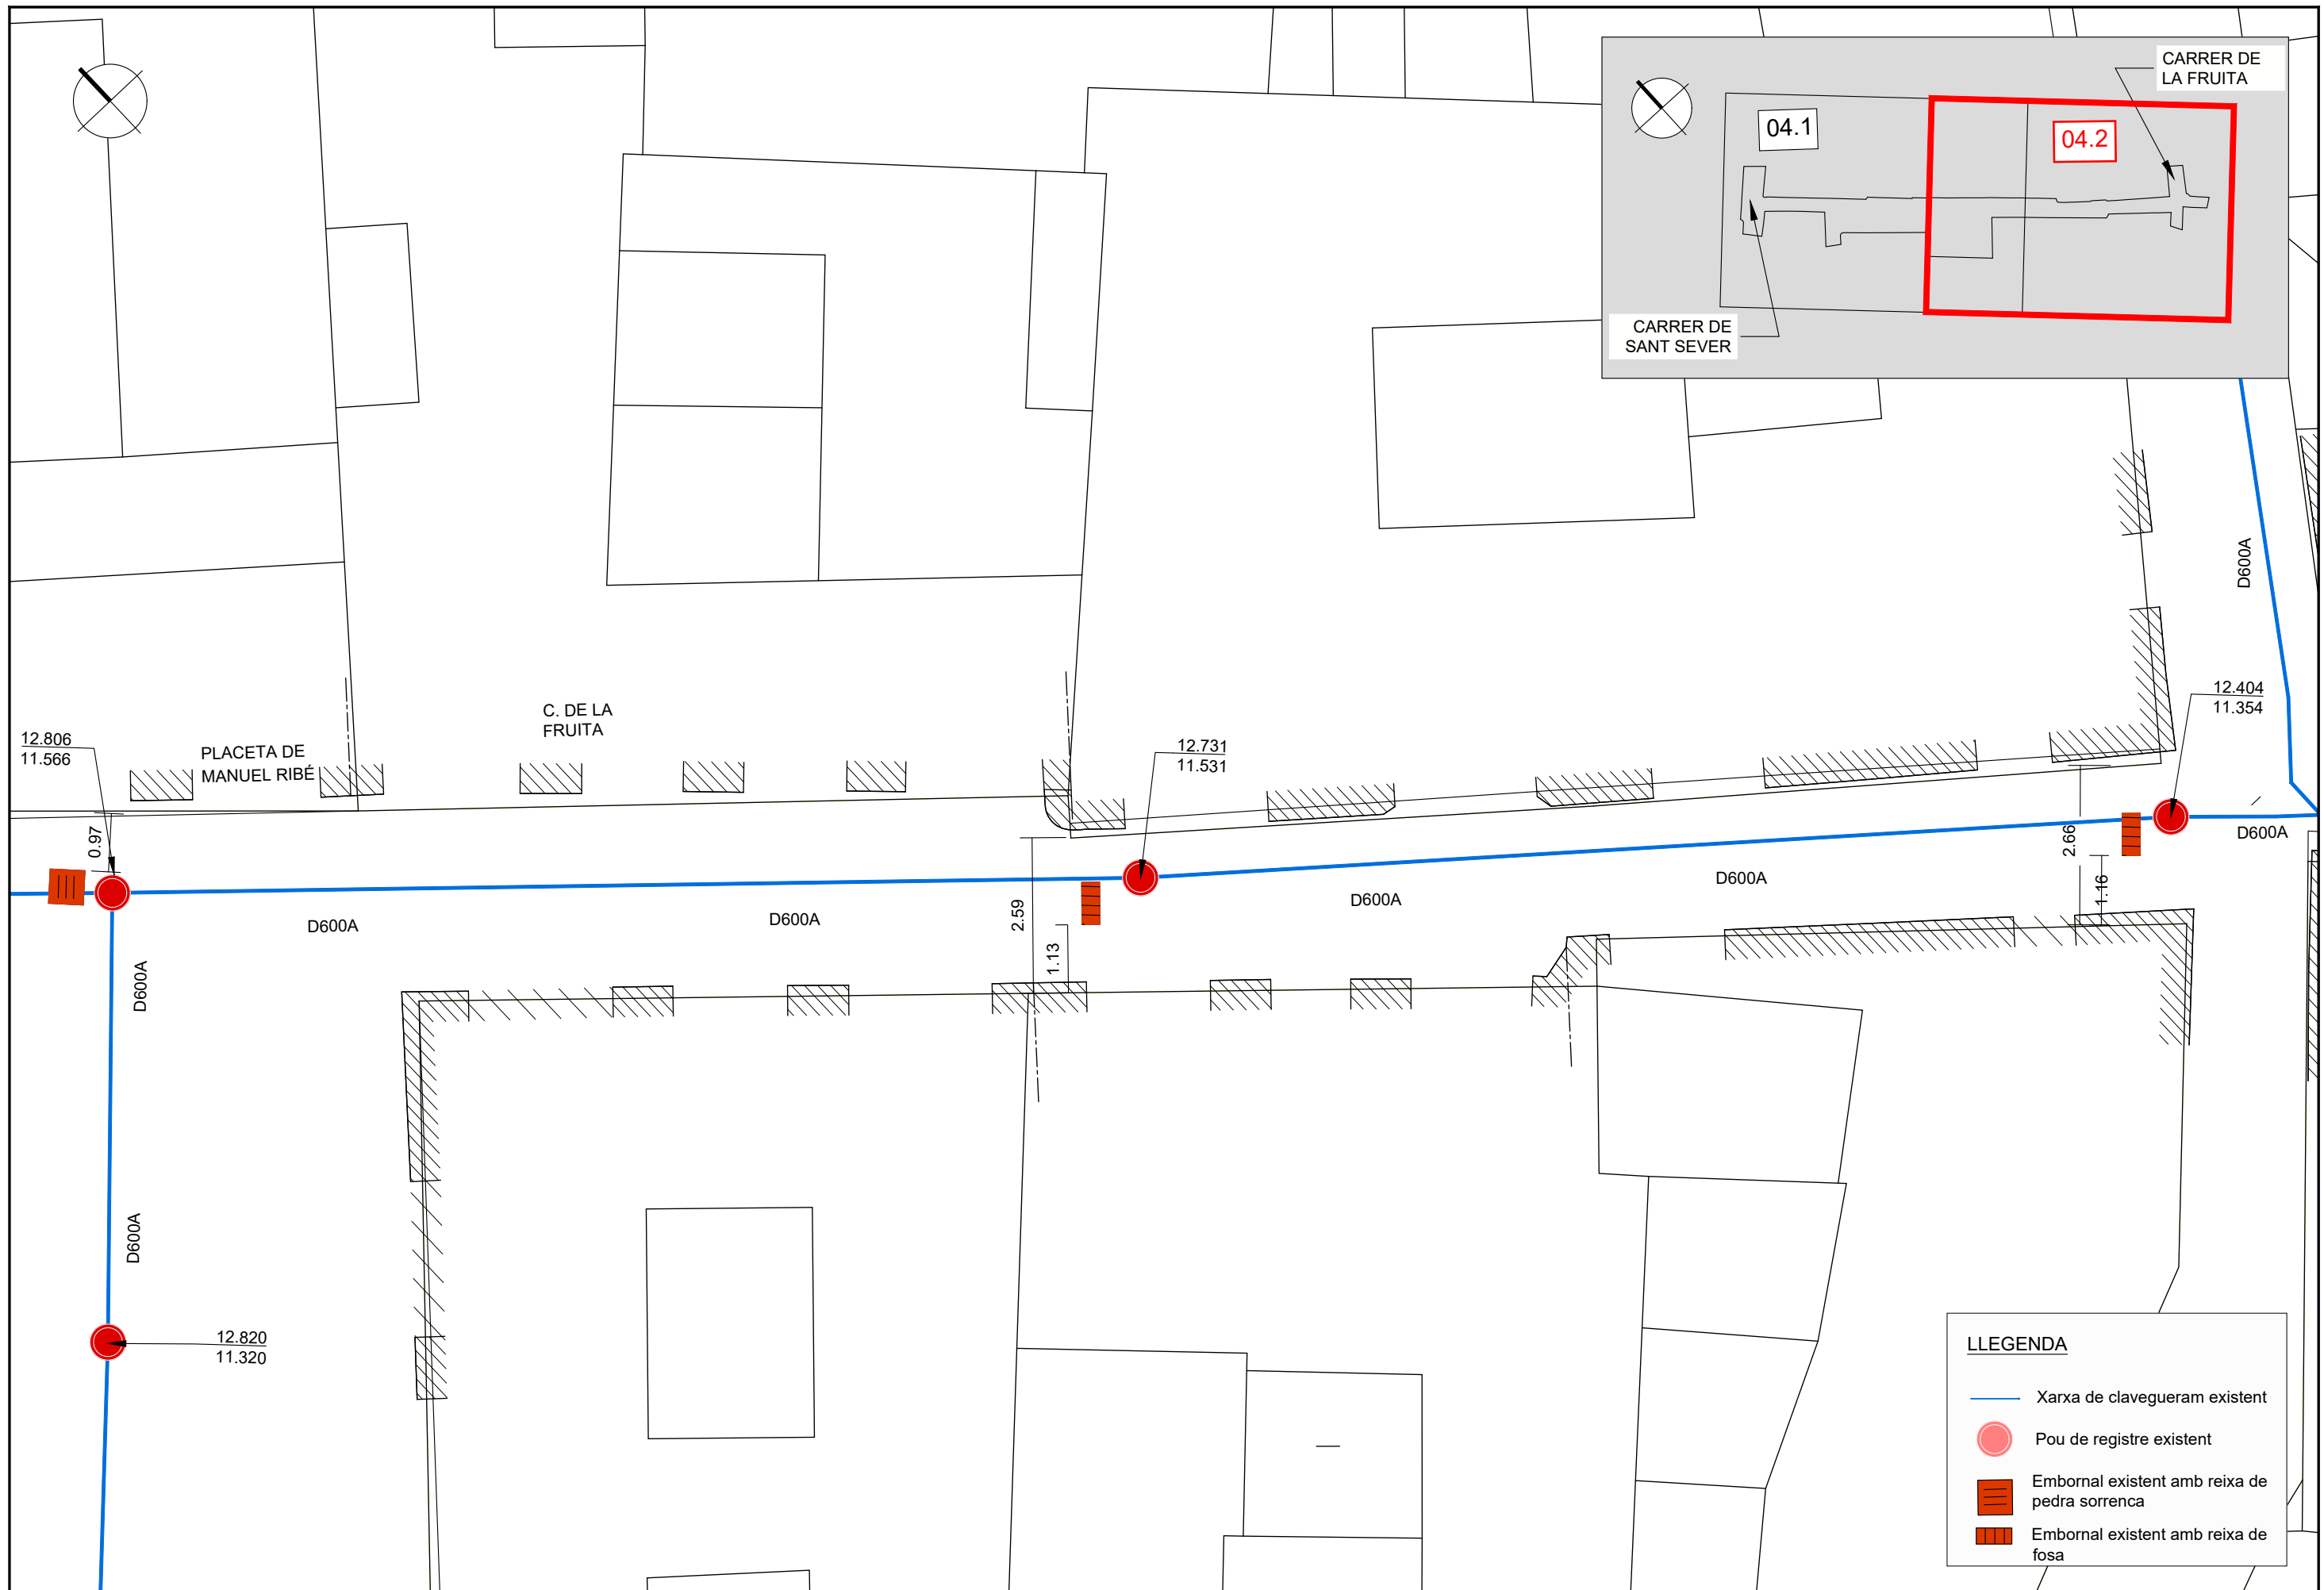 CARRER DE
LA FRUITA
04.1
04.2
CARRER DE
SANT SEVER
D600A
12.404
11.354
C. DE LA
FRUITA
12.806
11.566
PLACETA DE
MANUEL RIBÉ
12.731
11.531
0.97
2.66
D600A
1.16
D600A
D600A
D600A
D600A
2.59
1.13
D600A
D600A
12.820
11.320
LLEGENDA
Xarxa de clavegueram existent
Pou de registre existent
Embornal existent amb reixa de
pedra sorrenca
Embornal existent amb reixa de
fosa